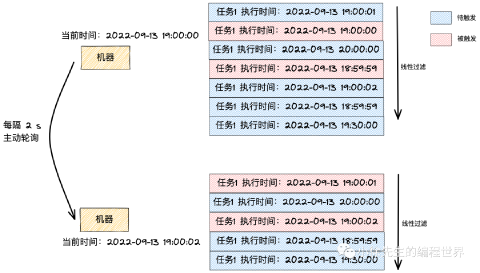 任务1 执行时间：2022-09-13 19:00:01
待触发
当前时间：2022-09-13 19:00:00
任务1 执行时间：2022-09-13 19:00:00
被触发
机器
任务1 执行时间：2022-09-13 20:00:00
任务1 执行时间：2022-09-13 18:59:59
线性过滤
任务1 执行时间：2022-09-13 19:00:02
任务1 执行时间：2022-09-13 18:59:59
任务1 执行时间：2022-09-13 19:30:00
每隔 2 s
主动轮询
任务1 执行时间：2022-09-13 19:00:01
任务1 执行时间：2022-09-13 20:00:00
机器
任务1 执行时间：2022-09-13 19:00:02
线性过滤
当前时间：2022-09-13 19:00:02
任务1 执行时间：2022-09-13 18:59:59
任务1 执行时间：2022-09-13 19:30:00
先生的编程世界